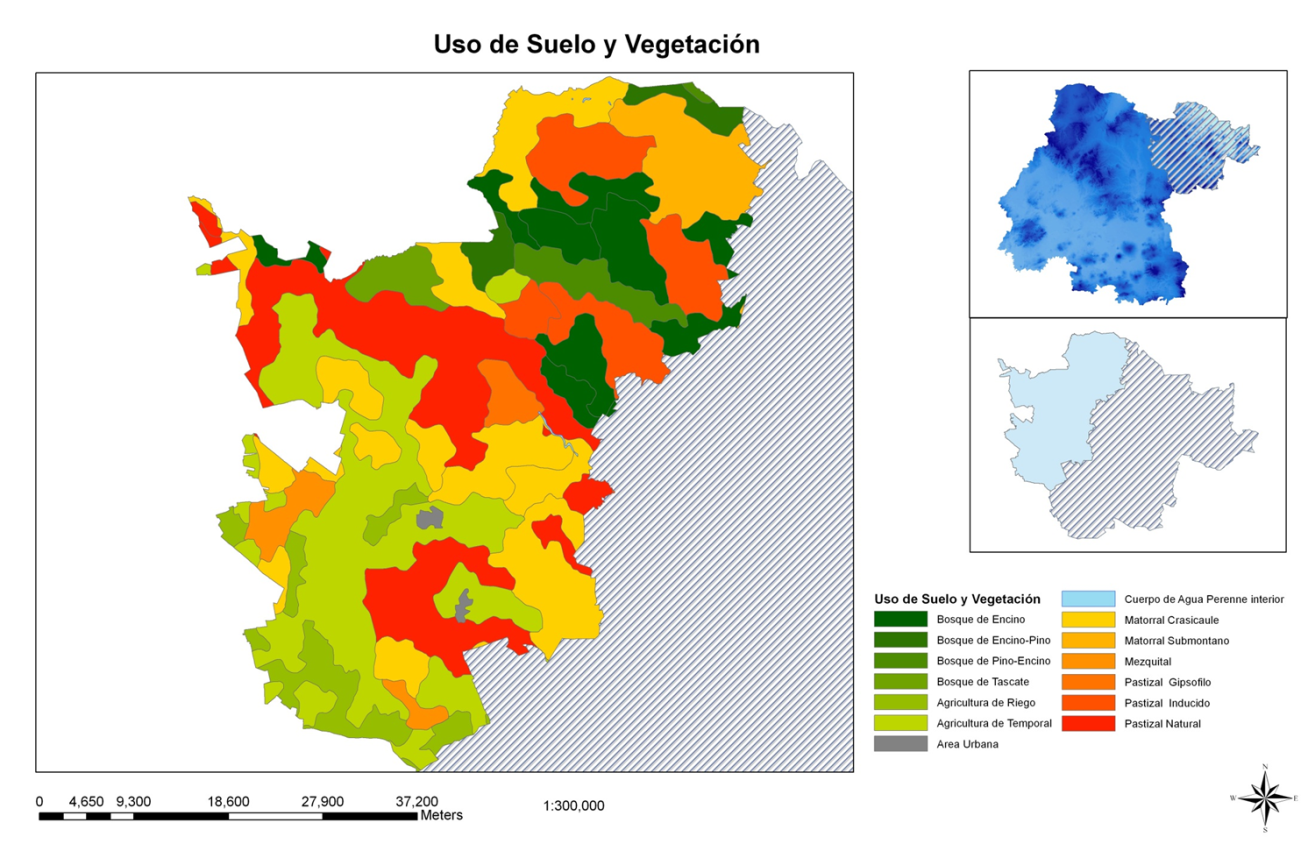 Uso de Suelo y Vegetación
Uso de Suelo y Vegetación
Bosque de Encino
Bosque de Encino-Pino
Bosque de Pino-Encino
Bosque de Tascate
Agricultura de Riego
Agricultura de Temporal
Area Urbana
Cuerpo de Agua Perenne interior
Matorral Crasicaule
Matorral Submontano
Mezquital
Pastizal Gipsofilo
Pastizal Inducido
Pastizal Natural
0 4,650 9,300 18,600 27,900 37,200
Meters
1:300,000
N
W E
S